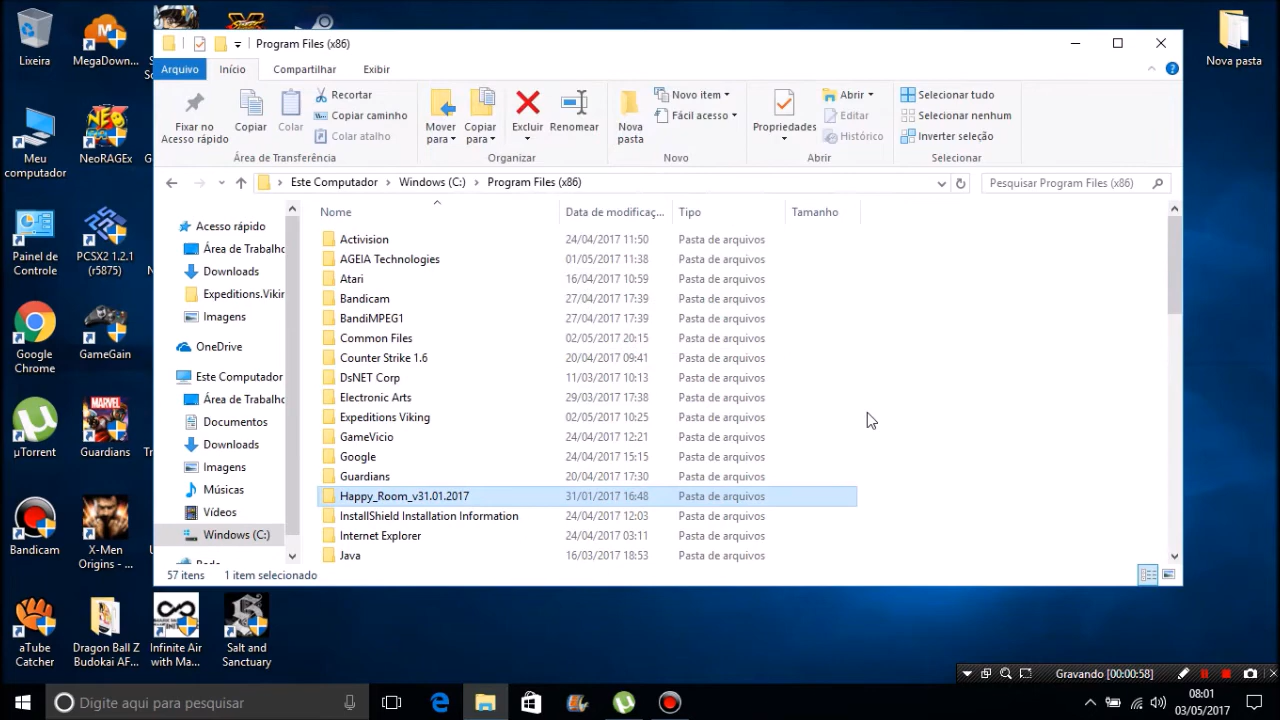 Lixeira
MegaDown...
Nova pasta
Program Files (x86)
Arquivo Início Compartilhar Exibir
Fixar no Acesso rápido
Copiar
Colar
Recortar
Copiar caminho
Colar atalho
Área de Transferência
Mover para
Copiar para
Excluir
Renomear
Organizar
Nova pasta
Novo item
Fácil acesso
Novo
Propriedades
Abrir
Editar
Histórico
Abrir
Selecionar tudo
Selecionar nenhum
Inverter seleção
Selecionar
Este Computador > Windows (C:) > Program Files (x86)
Pesquisar Program Files (x86)
Meu computador
NeoRAGEx
Painel de Controle
PCSX2 1.2.1 (r5875)
Google Chrome
GameGain
µTorrent
MARVEL
Guardians
Bandicam
X-Men Origins - ...
aTube Catcher
Dragon Ball Z Budokai AF...
Infinite Air with Ma...
Salt and Sanctuary
Acesso rápido
Área de Trabalho
Downloads
Expeditions.Vikin
Imagens
OneDrive
Este Computador
Área de Trabalho
Documentos
Downloads
Imagens
Músicas
Vídeos
Windows (C:)
Nome Data de modificaç... Tipo Tamanho
Activision 24/04/2017 11:50 Pasta de arquivos
AGEIA Technologies 01/05/2017 11:38 Pasta de arquivos
Atari 16/04/2017 10:59 Pasta de arquivos
Bandicam 27/04/2017 17:39 Pasta de arquivos
BandiMPEG1 27/04/2017 17:39 Pasta de arquivos
Common Files 02/05/2017 20:15 Pasta de arquivos
Counter Strike 1.6 20/04/2017 09:41 Pasta de arquivos
DsNET Corp 11/03/2017 10:13 Pasta de arquivos
Electronic Arts 29/03/2017 17:38 Pasta de arquivos
Expeditions Viking 02/05/2017 10:25 Pasta de arquivos
GameVicio 24/04/2017 12:21 Pasta de arquivos
Google 24/04/2017 15:15 Pasta de arquivos
Guardians 20/04/2017 17:30 Pasta de arquivos
Happy_Room_v31.01.2017 31/01/2017 16:48 Pasta de arquivos
InstallShield Installation Information 24/04/2017 12:03 Pasta de arquivos
Internet Explorer 24/04/2017 03:11 Pasta de arquivos
Java 16/03/2017 18:53 Pasta de arquivos
57 itens 1 item selecionado
Gravando [00:00:58]
Digite aqui para pesquisar
08:01
03/05/2017